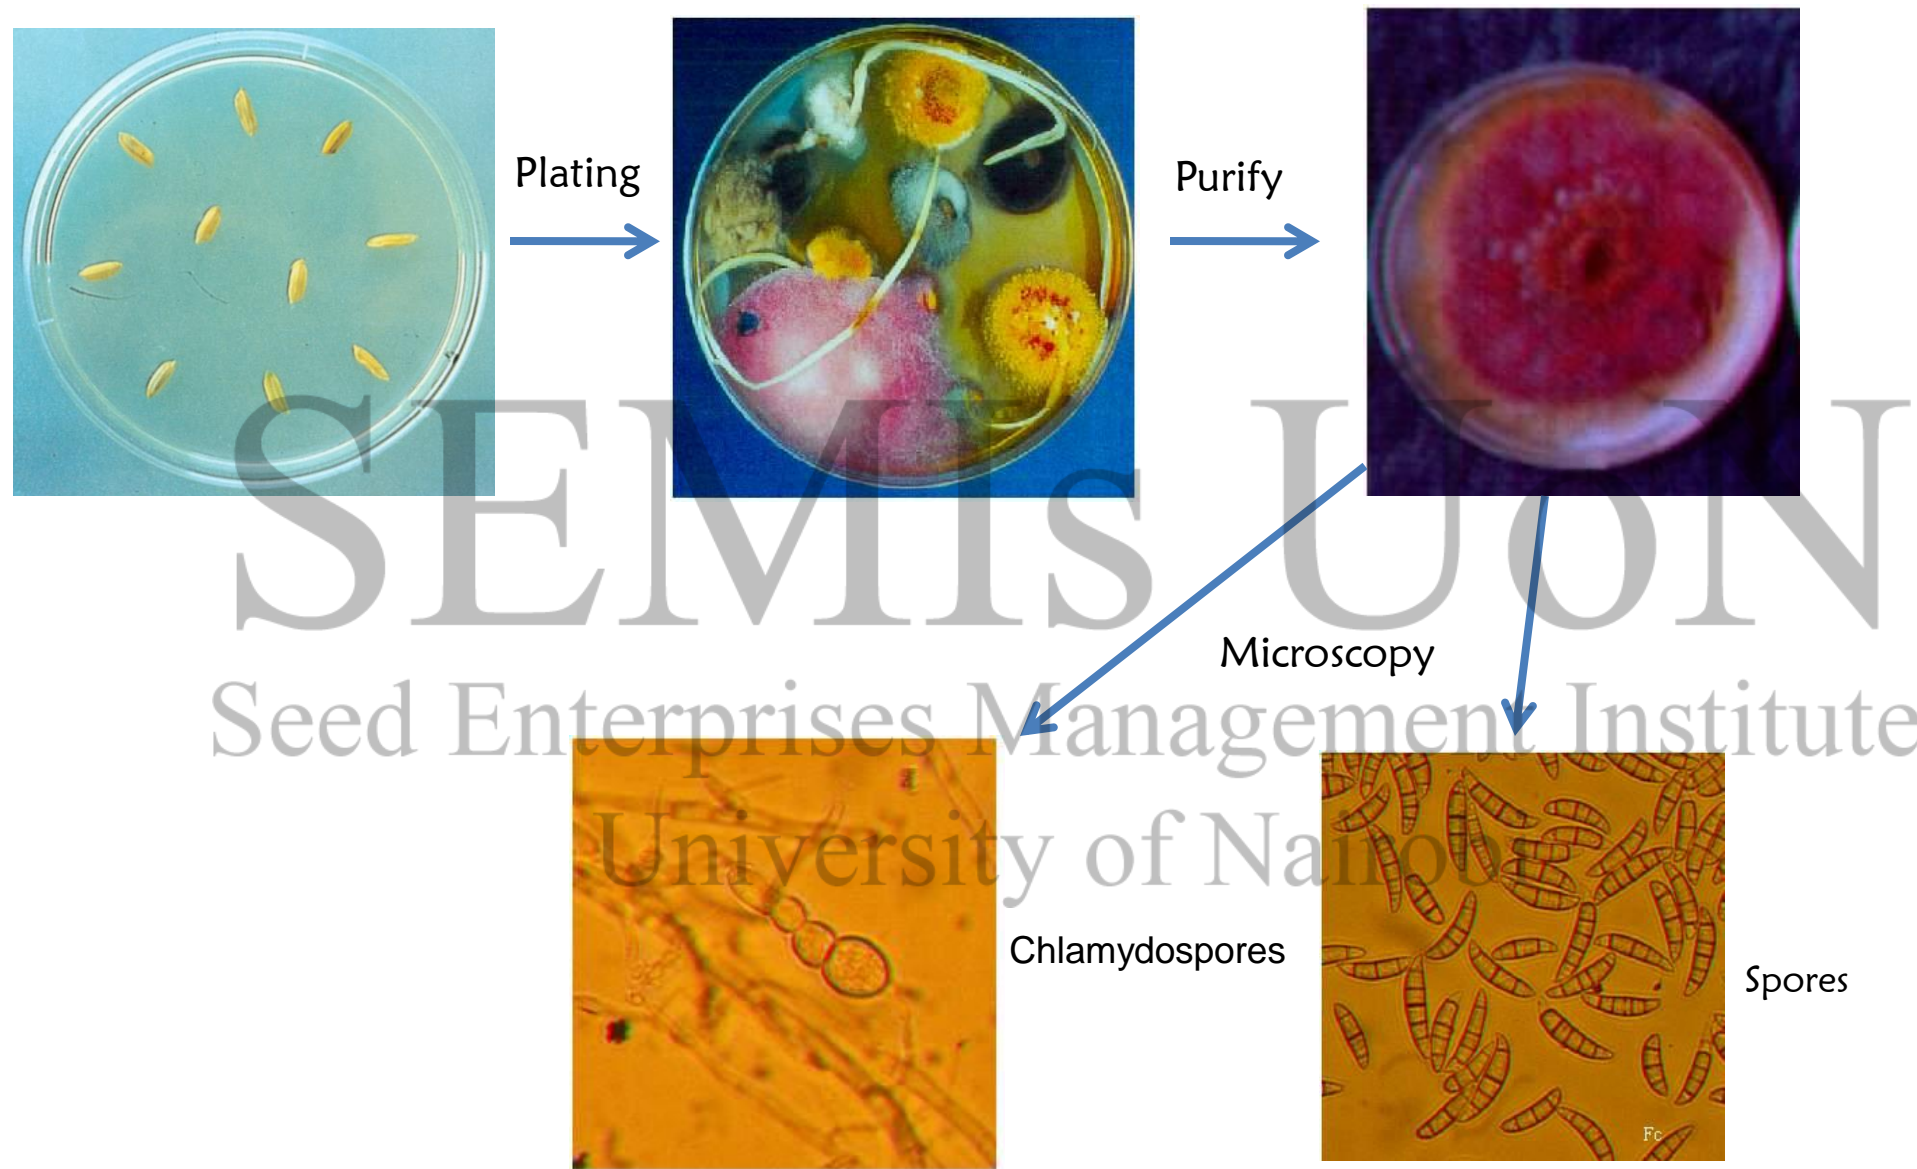 Plating
Purify
SEMIs UoN
Microscopy
Seed Enterprises Management Institute
University of Nairobi
Chlamydospores
Spores
Fc